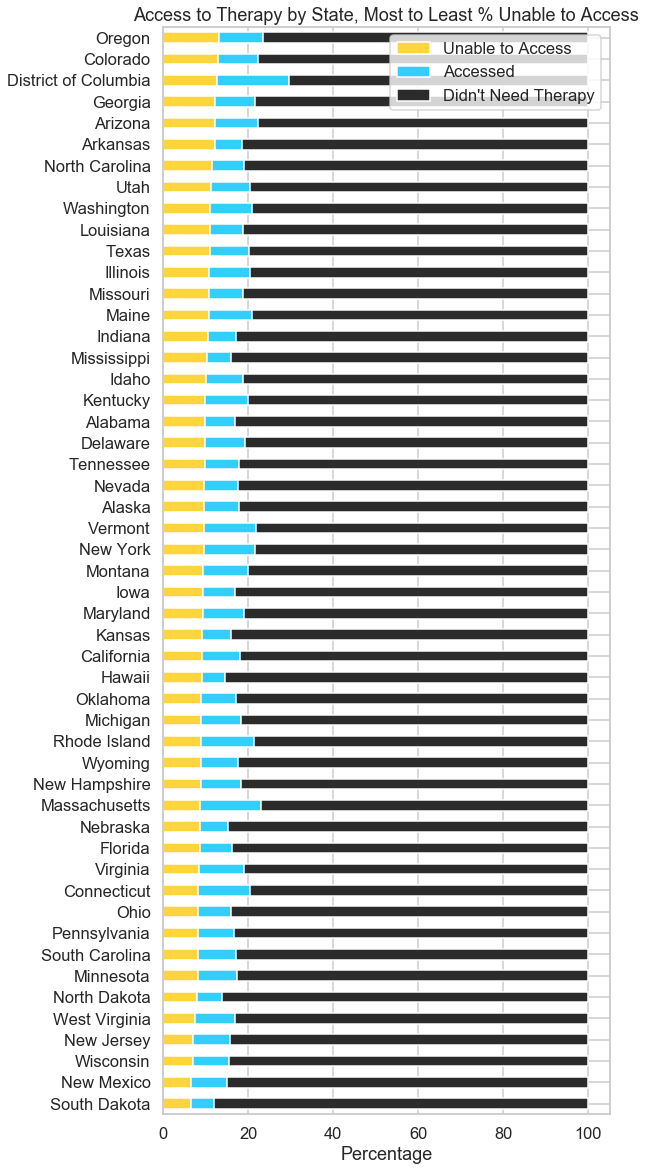 Access to Therapy by State, Most to Least % Unable to Access
Oregon
Colorado
District of Columbia
Georgia
Arizona
Arkansas
North Carolina
Utah
Washington
Louisiana
Texas
Illinois
Missouri
Maine
Indiana
Mississippi
Idaho
Kentucky
Alabama
Delaware
Tennessee
Nevada
Alaska
Vermont
New York
Montana
Iowa
Maryland
Kansas
California
Hawaii
Oklahoma
Michigan
Rhode Island
Wyoming
New Hampshire
Massachusetts
Nebraska
Florida
Virginia
Connecticut
Ohio
Pennsylvania
South Carolina
Minnesota
North Dakota
West Virginia
New Jersey
Wisconsin
New Mexico
South Dakota
Unable to Access
Accessed
Didn't Need Therapy
0 20 40 60 80 100
Percentage